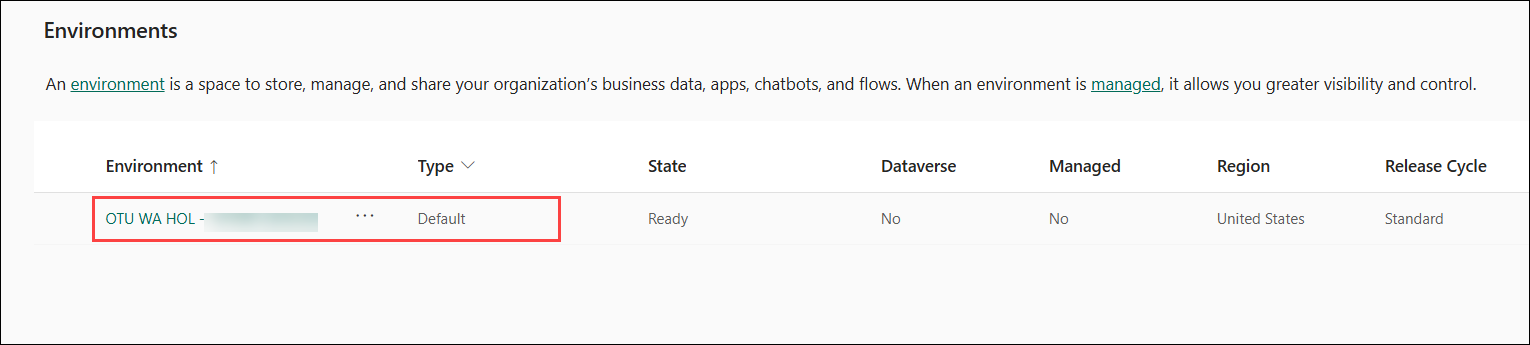 Environments
An environment is a space to store, manage, and share your organization's business data, apps, chatbots, and flows. When an environment is managed, it allows you greater visibility and control.
Environment ↑ Type State Dataverse Managed Region Release Cycle
OTU WA HOL - ... Default Ready No No United States Standard